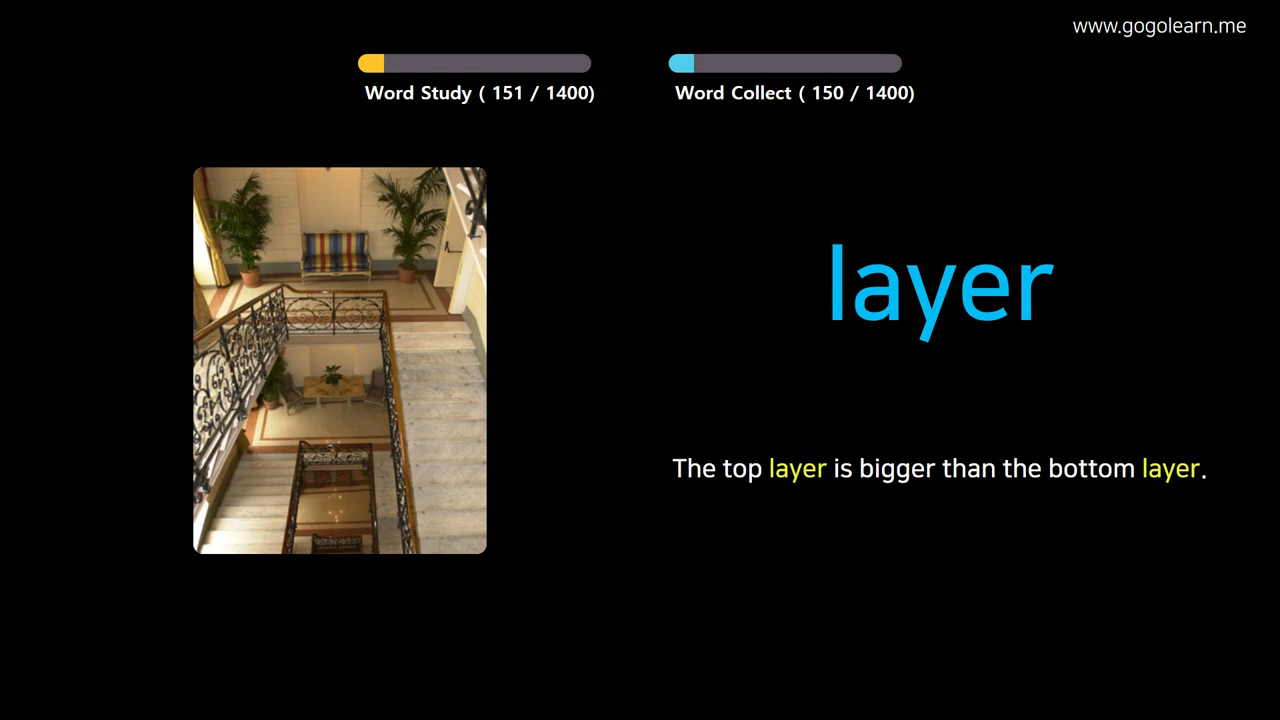 www.gogolearn.me
Word Study ( 151 / 1400)
Word Collect ( 150 / 1400)
layer
The top layer is bigger than the bottom layer.